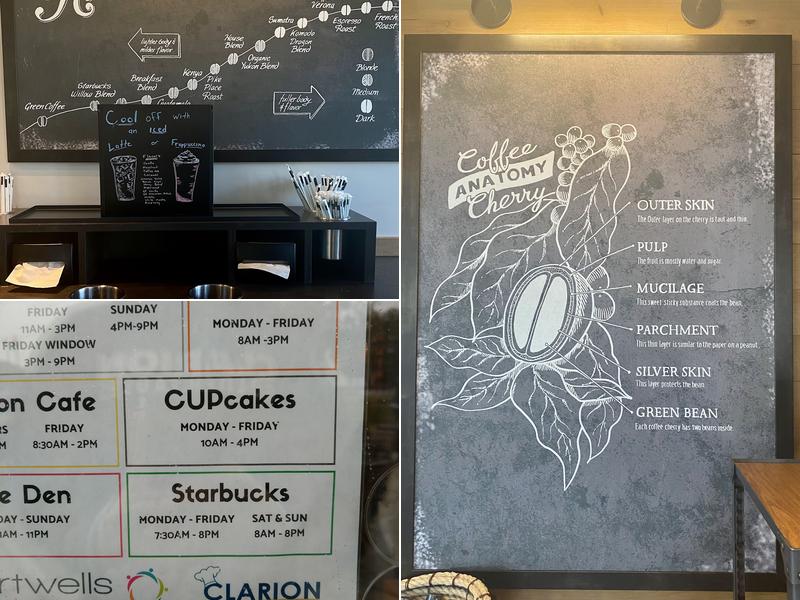 Verona
Espresso
Roast
French
Roast
Sumatra
Komodo
Dragon
Blend
House
Blend
Organic
Yukon Blend
Kenya
Pike
Place
Roast
Breakfast
Blend
Guatemala
Starbucks
Willow Blend
Green Coffee
lighter body &
milder flavor
fuller body
& flavor
Blonde
Medium
Dark
Cool off with
an Iced
Latte or Frappuccino
Coffee
ANATOMY
Cherry
OUTER SKIN
The Outer layer on the cherry is taut and thin.
PULP
The fruit is mostly water and sugar.
MUCILAGE
This sweet sticky substance coats the bean.
PARCHMENT
This thin layer is similar to the paper on a peanut.
SILVER SKIN
This layer protects the bean.
GREEN BEAN
Each coffee cherry has two beans inside.
FRIDAY
11AM - 3PM
SUNDAY
4PM-9PM
FRIDAY WINDOW
3PM - 9PM
MONDAY - FRIDAY
8AM -3PM
on Cafe
RS
PM
FRIDAY
8:30AM - 2PM
CUPcakes
MONDAY - FRIDAY
10AM - 4PM
e Den
DAY - SUNDAY
AM - 11PM
Starbucks
MONDAY - FRIDAY
7:30AM - 8PM
SAT & SUN
8AM - 8PM
rtwells
CLARION